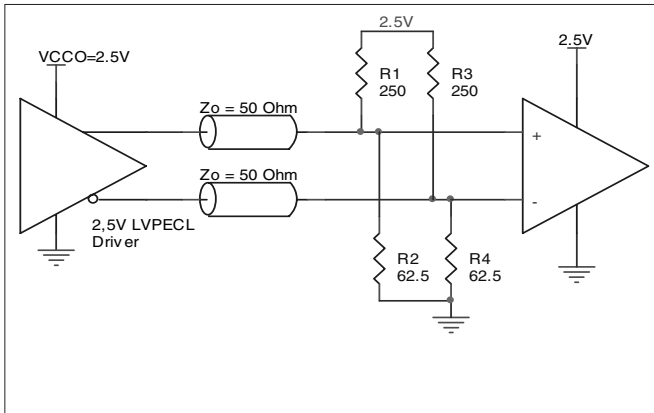 2.5V
VCCO=2.5V
2.5V
R1
250
R3
250
Zo = 50 Ohm
+
Zo = 50 Ohm
-
2,5V LVPECL
Driver
R2
62.5
R4
62.5